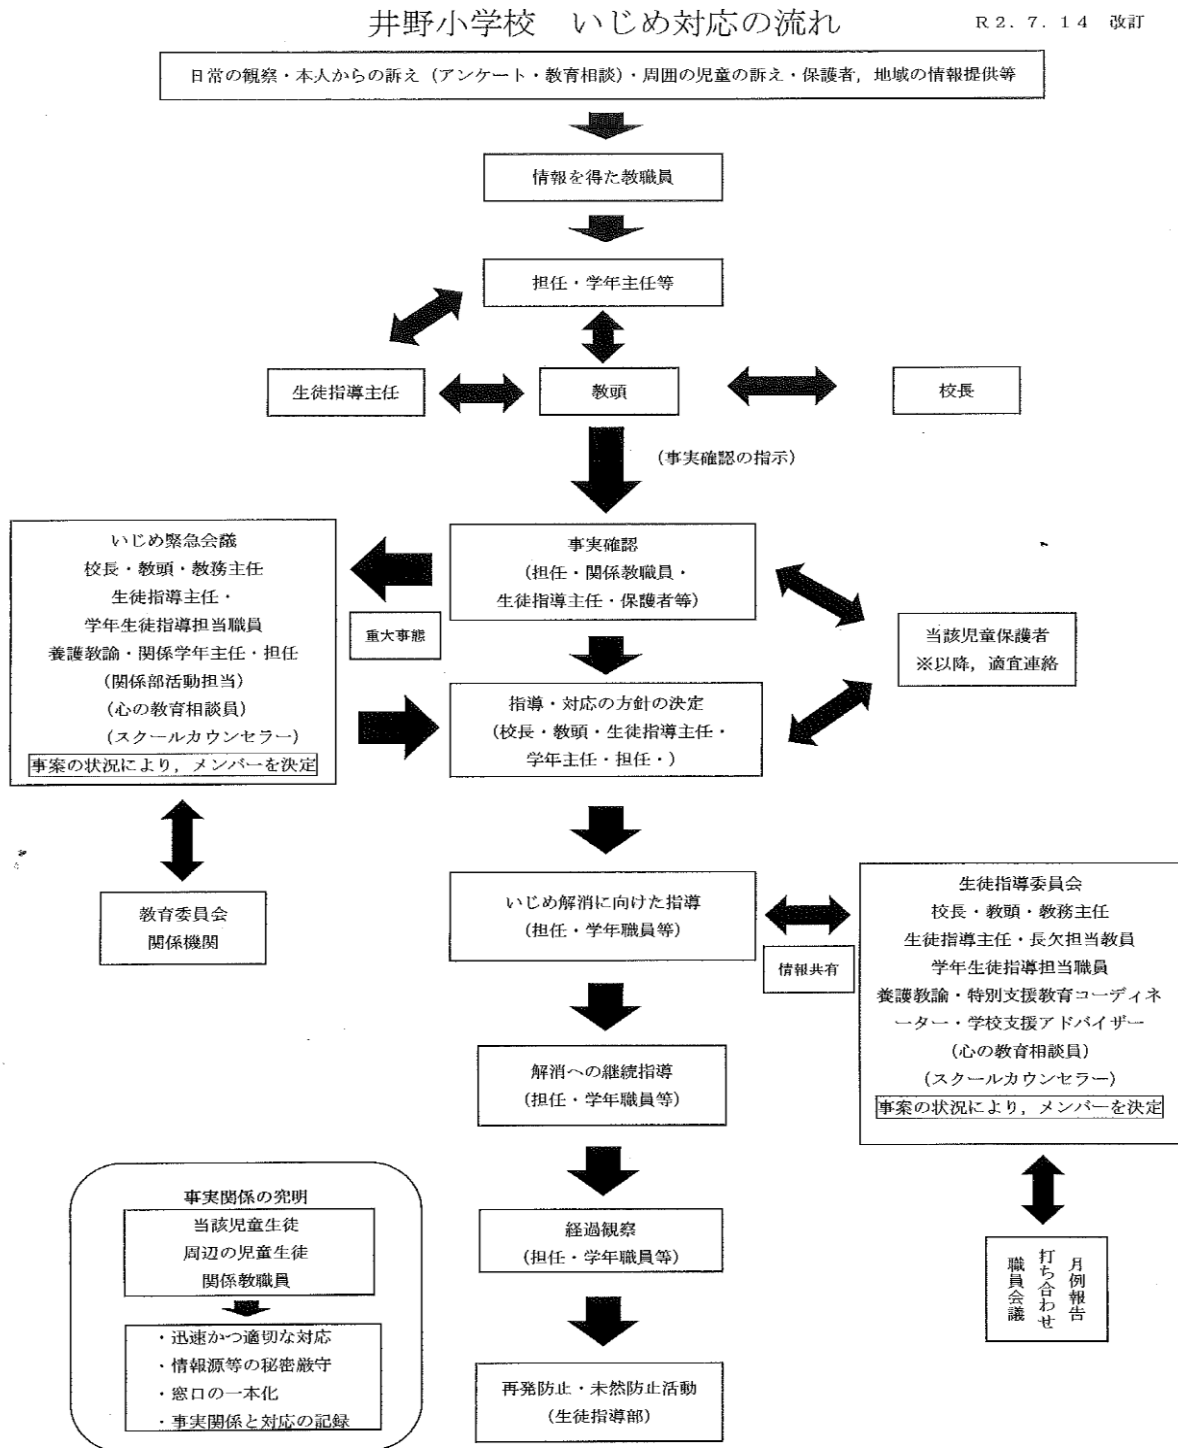 井野小学校　いじめ対応の流れ
Ｒ２．７．１４　改訂
日常の観察・本人からの訴え（アンケート・教育相談）・周囲の児童の訴え・保護者，地域の情報提供等
情報を得た教職員
担任・学年主任等
生徒指導主任
教頭
校長
（事実確認の指示）
いじめ緊急会議
校長・教頭・教務主任
生徒指導主任・
学年生徒指導担当職員
養護教諭・関係学年主任・担任
（関係部活動担当）
（心の教育相談員）
（スクールカウンセラー）
事案の状況により，メンバーを決定
重大事態
事実確認
（担任・関係教職員・
生徒指導主任・保護者等）
当該児童保護者
※以降，適宜連絡
指導・対応の方針の決定
（校長・教頭・生徒指導主任・
学年主任・担任・）
教育委員会
関係機関
いじめ解消に向けた指導
（担任・学年職員等）
情報共有
生徒指導委員会
校長・教頭・教務主任
生徒指導主任・長欠担当教員
学年生徒指導担当職員
養護教諭・特別支援教育コーディネ
ーター・学校支援アドバイザー
（心の教育相談員）
（スクールカウンセラー）
事案の状況により，メンバーを決定
解消への継続指導
（担任・学年職員等）
事実関係の究明
当該児童生徒
周辺の児童生徒
関係教職員
・迅速かつ適切な対応
・情報源等の秘密厳守
・窓口の一本化
・事実関係と対応の記録
経過観察
（担任・学年職員等）
月例報告
打ち合わせ
職員会議
再発防止・未然防止活動
（生徒指導部）